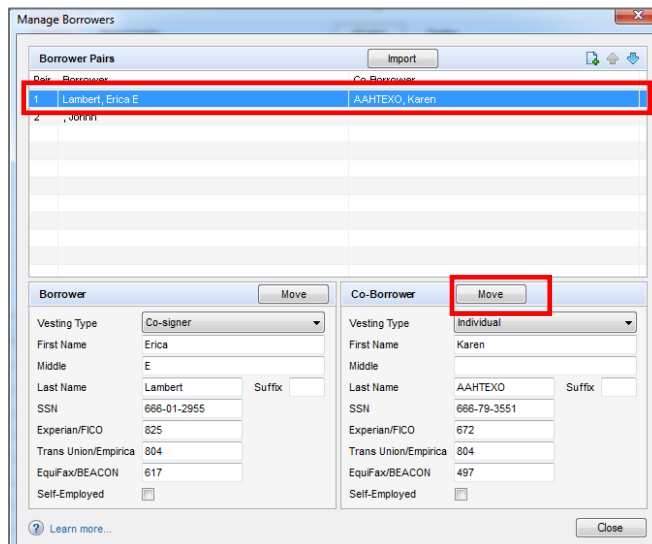 Manage Borrowers
Borrower Pairs Import
Pair Borrower Co-Borrower
1 Lambert, Erica E AAHTEXO, Karen
2 , Johnn
Borrower Move Co-Borrower Move
Vesting Type Co-signer Vesting Type Individual
First Name Erica First Name Karen
Middle E Middle
Last Name Lambert Suffix Last Name AAHTEXO Suffix
SSN 666-01-2955 SSN 666-79-3551
Experian/FICO 825 Experian/FICO 672
Trans Union/Empirica 804 Trans Union/Empirica 804
EquiFax/BEACON 617 EquiFax/BEACON 497
Self-Employed Self-Employed
? Learn more... Close